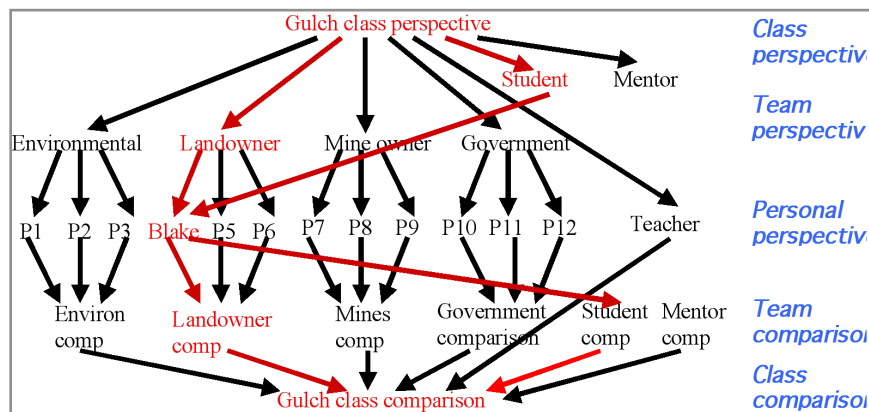 Gulch class perspective
Class
perspective
Student
Mentor
Team
perspective
Environmental
Landowner
Mine owner
Government
P1
P2
P3
Blake
P5
P6
P7
P8
P9
P10
P11
P12
Teacher
Personal
perspective
Environ
comp
Landowner
comp
Mines
comp
Government
comparison
Student
comp
Mentor
comp
Team
comparison
Gulch class comparison
Class
comparison